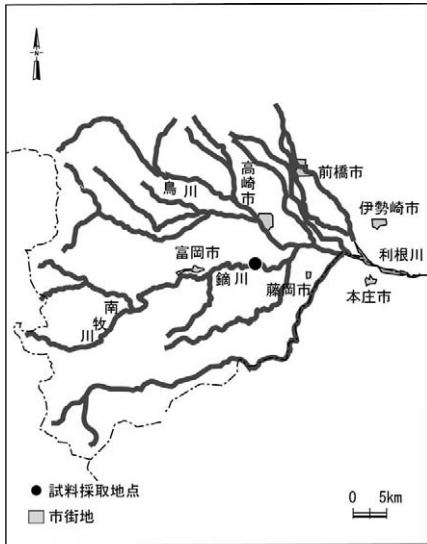 N
烏川
高崎市
前橋市
伊勢崎市
利根川
富岡市
鏑川
藤岡市
本庄市
南牧川
● 試料採取地点
市街地
0 5km